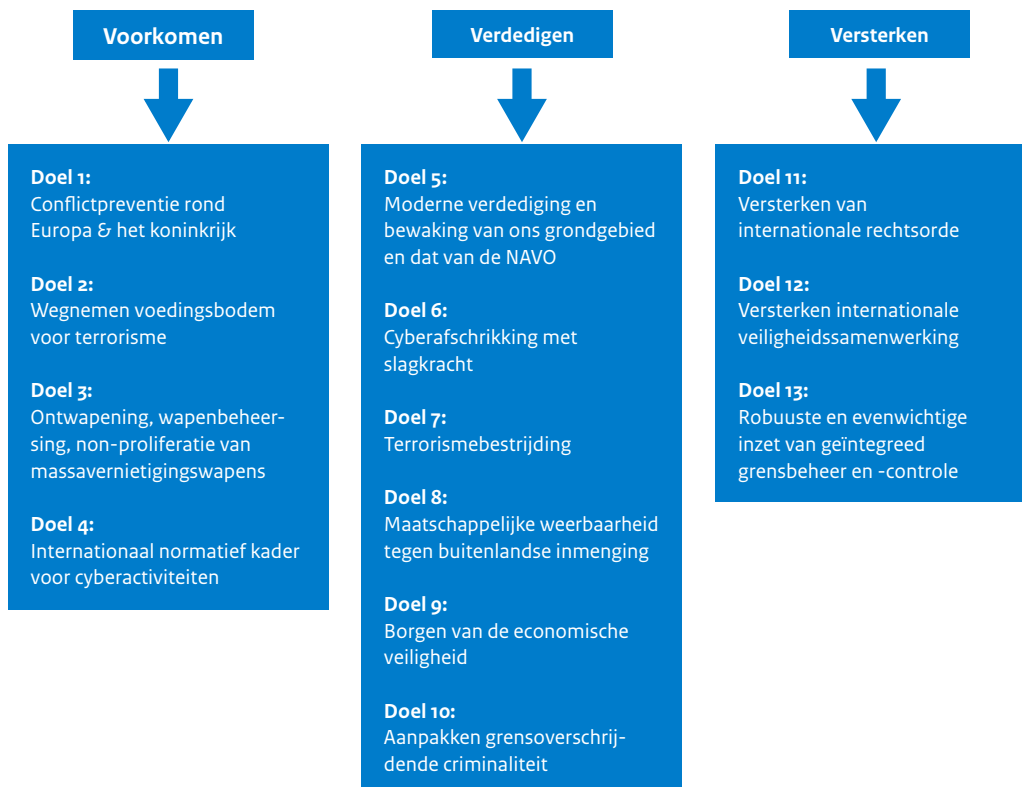 Voorkomen
Doel 1:
Conflictpreventie rond
Europa & het koninkrijk
Doel 2:
Wegnemen voedingsbodem
voor terrorisme
Doel 3:
Ontwapening, wapenbeheer-
sing, non-proliferatie van
massavernietigingswapens
Doel 4:
Internationaal normatief kader
voor cyberactiviteiten
Verdedigen
Doel 5:
Moderne verdediging en
bewaking van ons grondgebied
en dat van de NAVO
Doel 6:
Cyberafschrikking met
slagkracht
Doel 7:
Terrorismebestrijding
Doel 8:
Maatschappelijke weerbaarheid
tegen buitenlandse inmenging
Doel 9:
Borgen van de economische
veiligheid
Doel 10:
Aanpakken grensoverschrij-
dende criminaliteit
Versterken
Doel 11:
Versterken van
internationale rechtsorde
Doel 12:
Versterken internationale
veiligheidssamenwerking
Doel 13:
Robuuste en evenwichtige
inzet van geïntegreed
grensbeheer en -controle